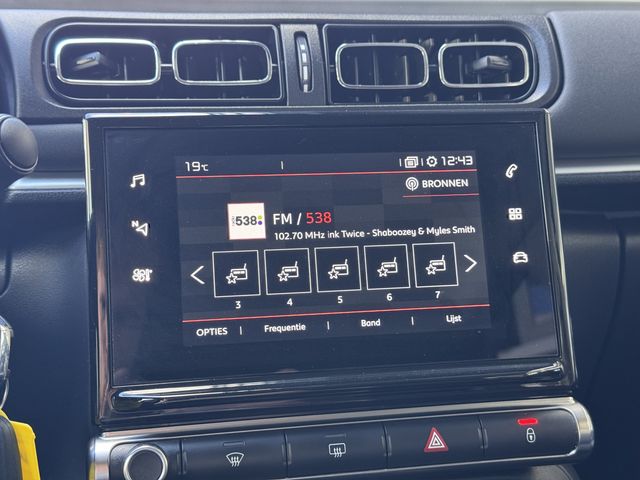 19°C 12:43
BRONNEN
538 FM / 538
102.70 MHz ink Twice - Shaboozey & Myles Smith
3 4 5 6 7
OPTIES Frequentie Band Lijst
N